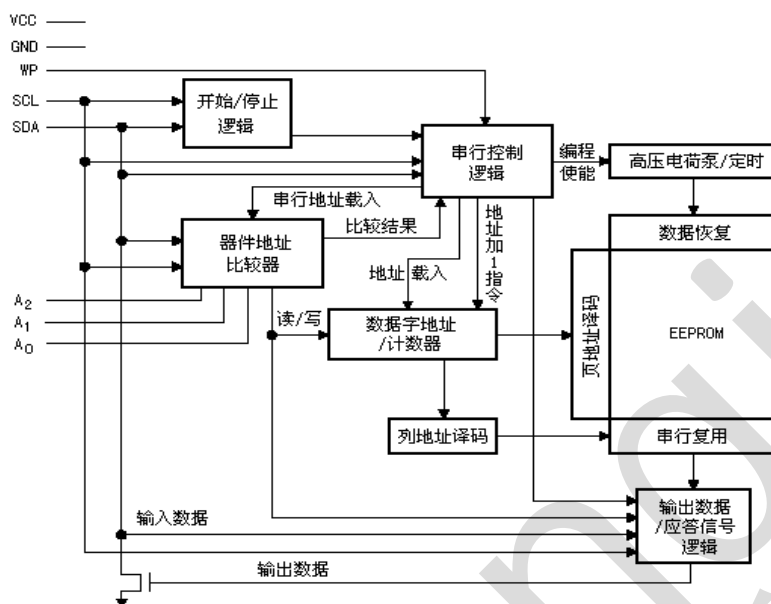 VCC
GND
WP
SCL
SDA
开始/停止
逻辑
串行控制
逻辑
编程
使能
高压电荷泵/定时
串行地址载入
比较结果
地址加1指令
数据恢复
器件地址
比较器
地址 载入
A2
A1
A0
读/写
数据字地址
/计数器
页地址译码
EEPROM
列地址译码
串行复用
输入数据
输出数据
/应答信号
逻辑
输出数据